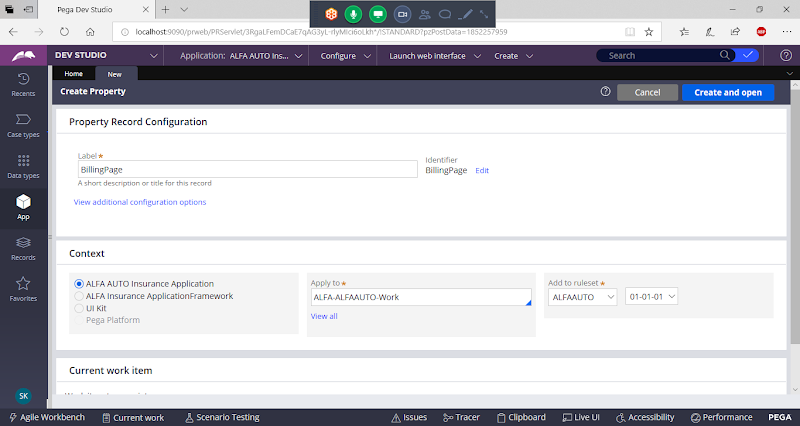 Pega Dev Studio
localhost:9090/prweb/PRServlet/3RgaLFemDCaE7qAG3yL-rlyMIci6oLkh*/!STANDARD?pzPostData=1852257959
ABP
DEV STUDIO
Application: ALFA AUTO Ins...
Configure
Launch web interface
Create
Search
Home
New
Recents
Create Property
Cancel
Create and open
Property Record Configuration
Case types
Label*
BillingPage
A short description or title for this record
Identifier
BillingPage Edit
Data types
View additional configuration options
App
Records
Context
Favorites
ALFA AUTO Insurance Application
ALFA Insurance ApplicationFramework
UI Kit
Pega Platform
Apply to*
ALFA-ALFAAUTO-Work
View all
Add to ruleset*
ALFAAUTO
01-01-01
Current work item
SK
Agile Workbench
Current work
Scenario Testing
Issues
Tracer
Clipboard
Live UI
Accessibility
Performance
PEGA